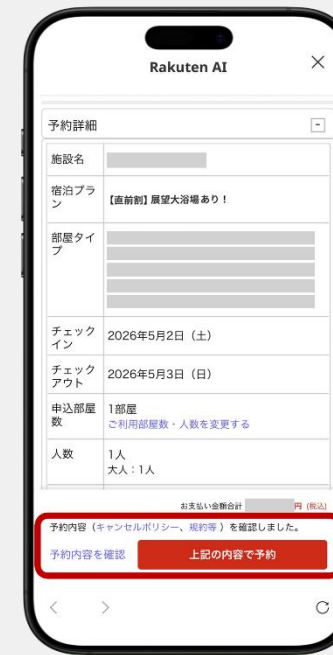 Rakuten AI
予約詳細
施設名
宿泊プラ
ン
【直前割】展望大浴場あり！
部屋タイ
プ
チェック
イン
2026年5月2日（土）
チェック
アウト
2026年5月3日（日）
申込部屋
数
1部屋
ご利用部屋数・人数を変更する
人数
1人
大人：1人
お支払い金額合計 円 (税込)
予約内容（キャンセルポリシー、規約等 ）を確認しました。
予約内容を確認
上記の内容で予約